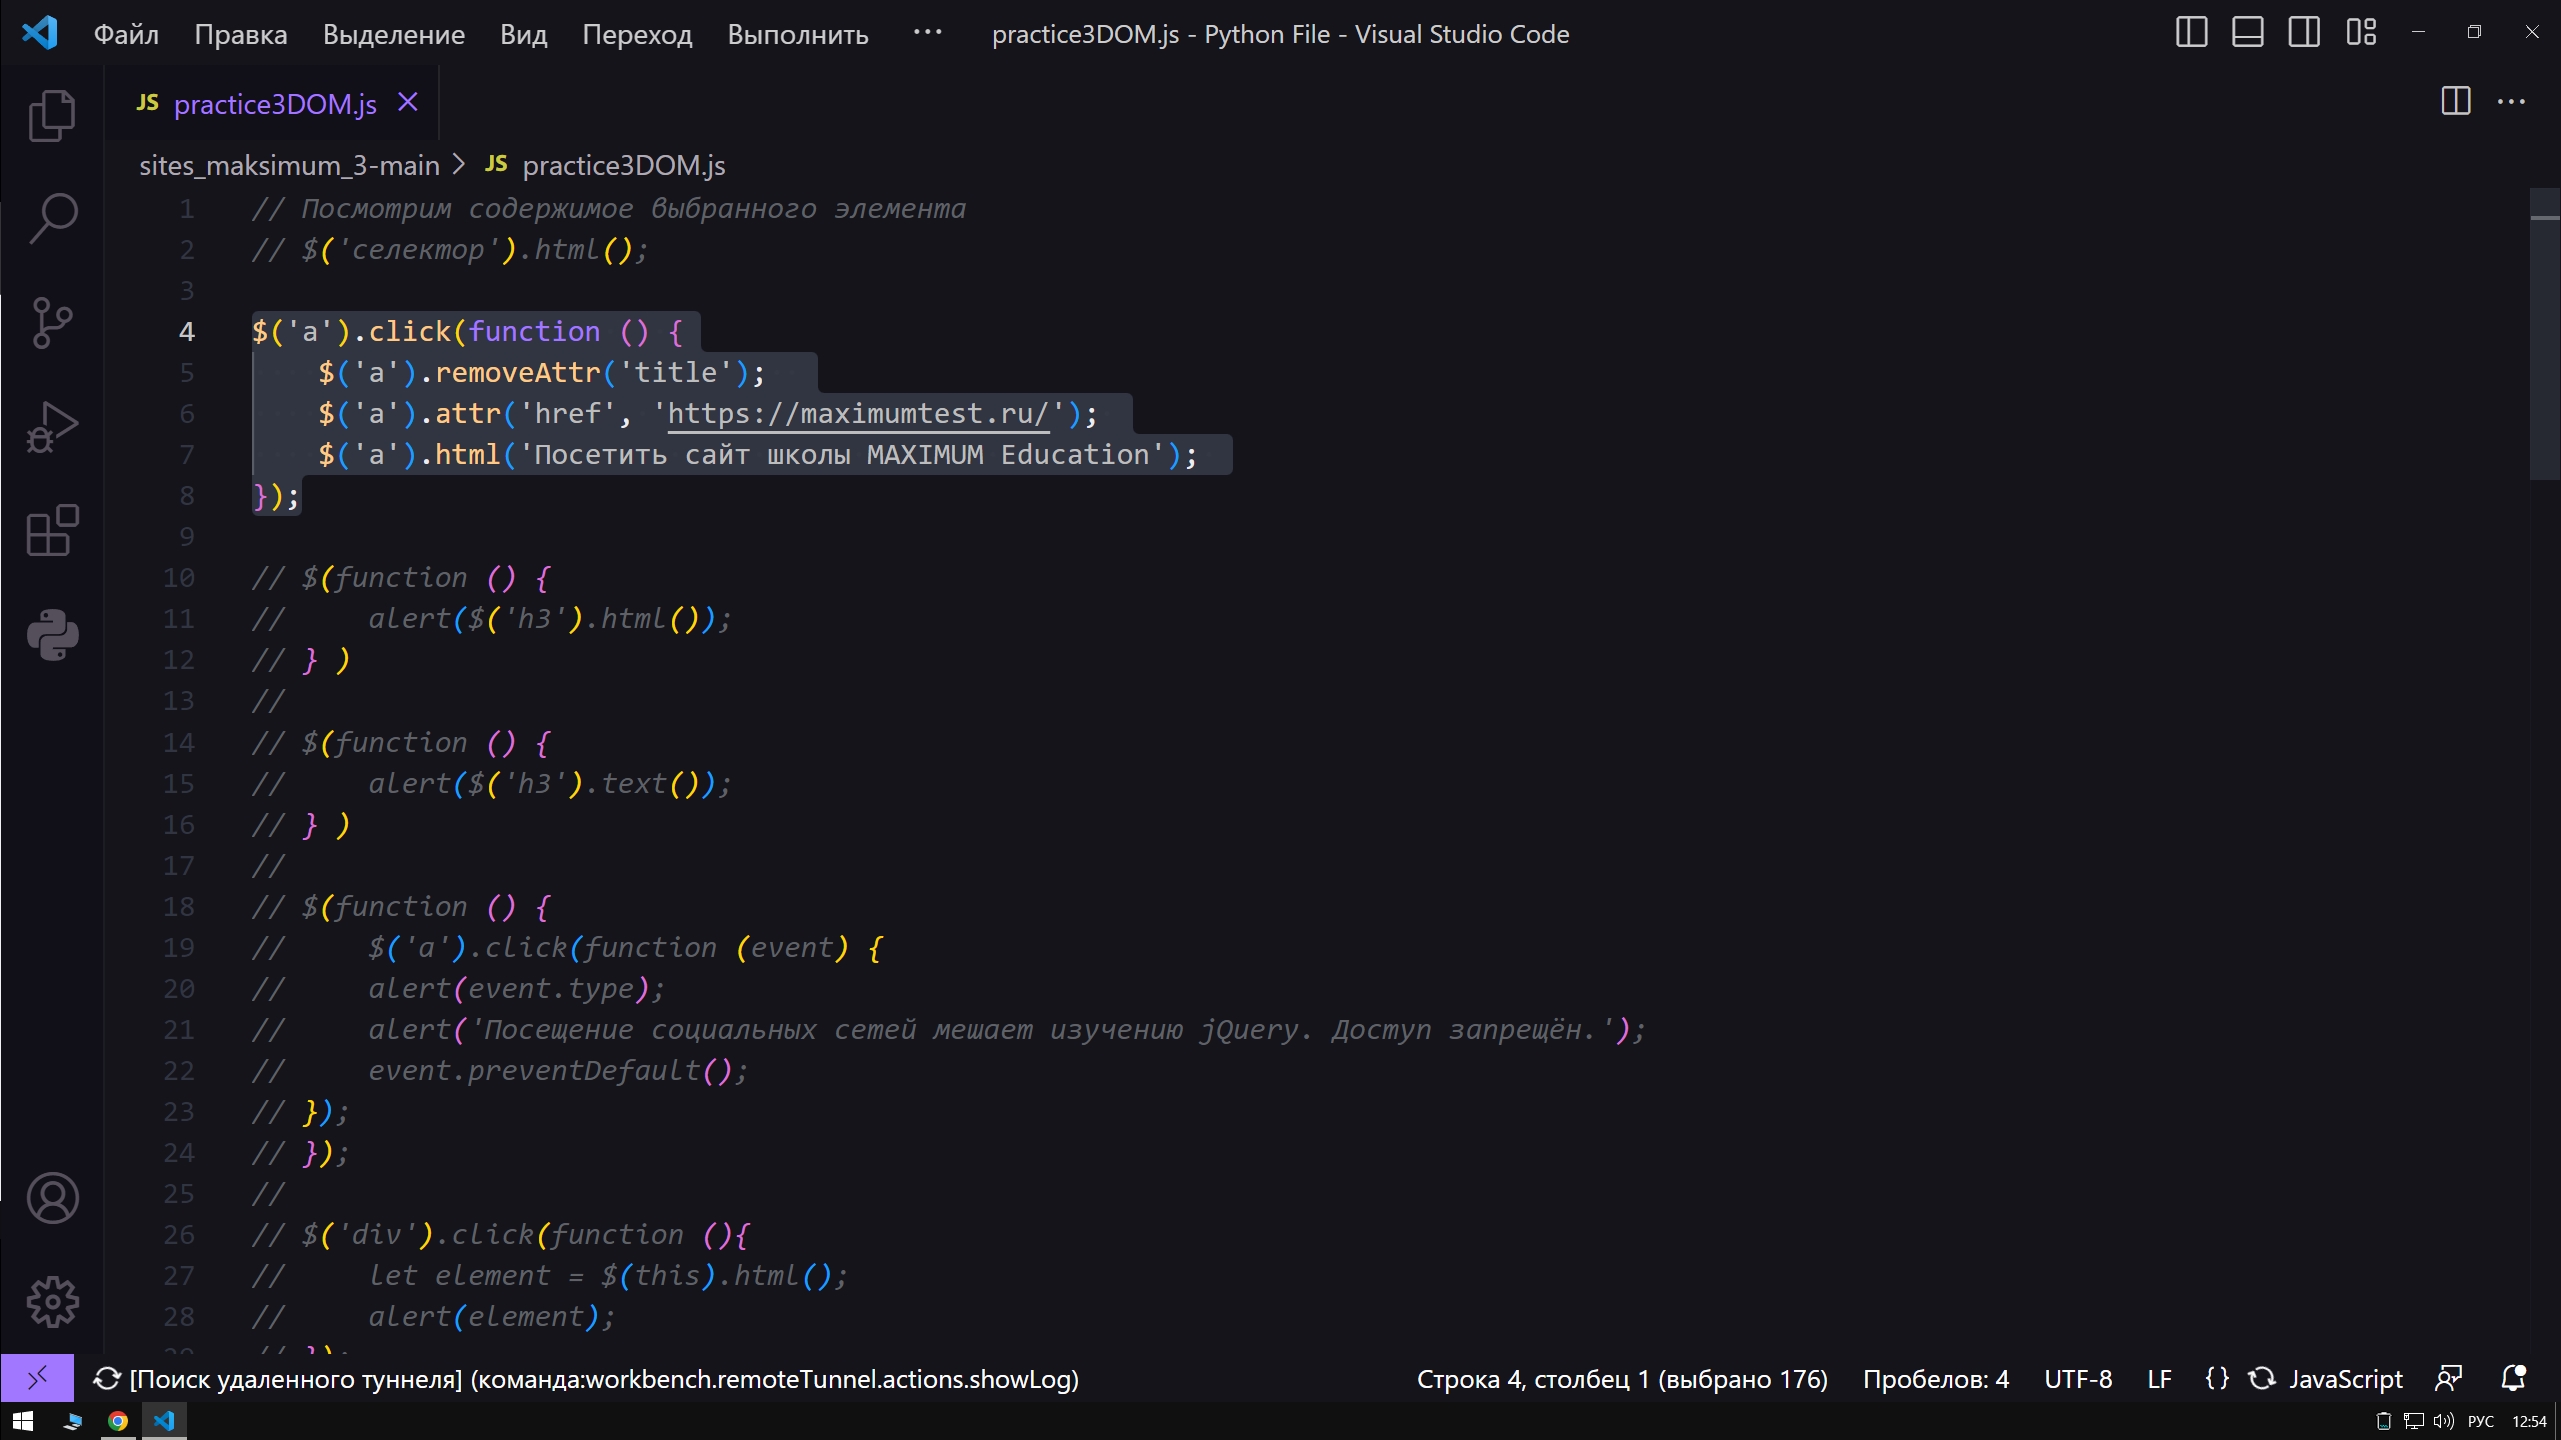 Файл Правка Выделение Вид Переход Выполнить ··· practice3DOM.js - Python File - Visual Studio Code
JS practice3DOM.js
sites_maksimum_3-main > JS practice3DOM.js
1 // Посмотрим содержимое выбранного элемента
2 // $('селектор').html();
3
4 $('a').click(function () {
5 $('a').removeAttr('title');
6 $('a').attr('href', 'https://maximumtest.ru/');
7 $('a').html('Посетить сайт школы MAXIMUM Education');
8 });
9
10 // $(function () {
11 // alert($('h3').html());
12 // } )
13 //
14 // $(function () {
15 // alert($('h3').text());
16 // } )
17 //
18 // $(function () {
19 // $('a').click(function (event) {
20 // alert(event.type);
21 // alert('Посещение социальных сетей мешает изучению jQuery. Доступ запрещён.');
22 // event.preventDefault();
23 // });
24 // });
25 //
26 // $('div').click(function (){
27 // let element = $(this).html();
28 // alert(element);
29 // });
[Поиск удаленного туннеля] (команда:workbench.remoteTunnel.actions.showLog) Строка 4, столбец 1 (выбрано 176) Пробелов: 4 UTF-8 LF {} JavaScript
РУС 12:54